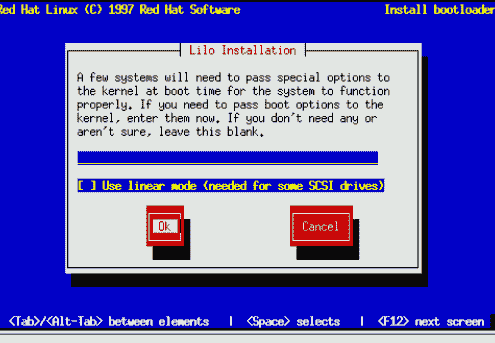 Red Hat Linux (C) 1997 Red Hat Software Install bootloader
Lilo Installation
A few systems will need to pass special options to
the kernel at boot time for the system to function
properly. If you need to pass boot options to the
kernel, enter them now. If you don't need any or
aren't sure, leave this blank.
[ ] Use linear mode (needed for some SCSI drives)
Ok Cancel
<Tab>/<Alt-Tab> between elements | <Space> selects | <F12> next screen